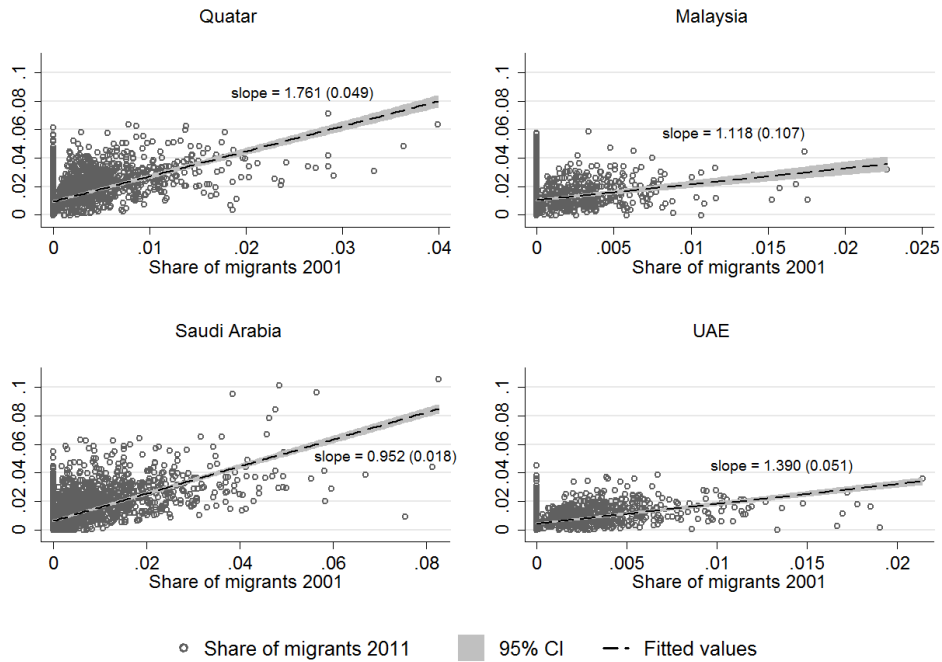 Quatar
.1
.08
.06
.04
.02
0
slope = 1.761 (0.049)
0 .01 .02 .03 .04
Share of migrants 2001
Malaysia
.1
.08
.06
.04
.02
0
slope = 1.118 (0.107)
0 .005 .01 .015 .02 .025
Share of migrants 2001
Saudi Arabia
.1
.08
.06
.04
.02
0
slope = 0.952 (0.018)
0 .02 .04 .06 .08
Share of migrants 2001
UAE
.1
.08
.06
.04
.02
0
slope = 1.390 (0.051)
0 .005 .01 .015 .02
Share of migrants 2001
Share of migrants 2011 95% CI Fitted values